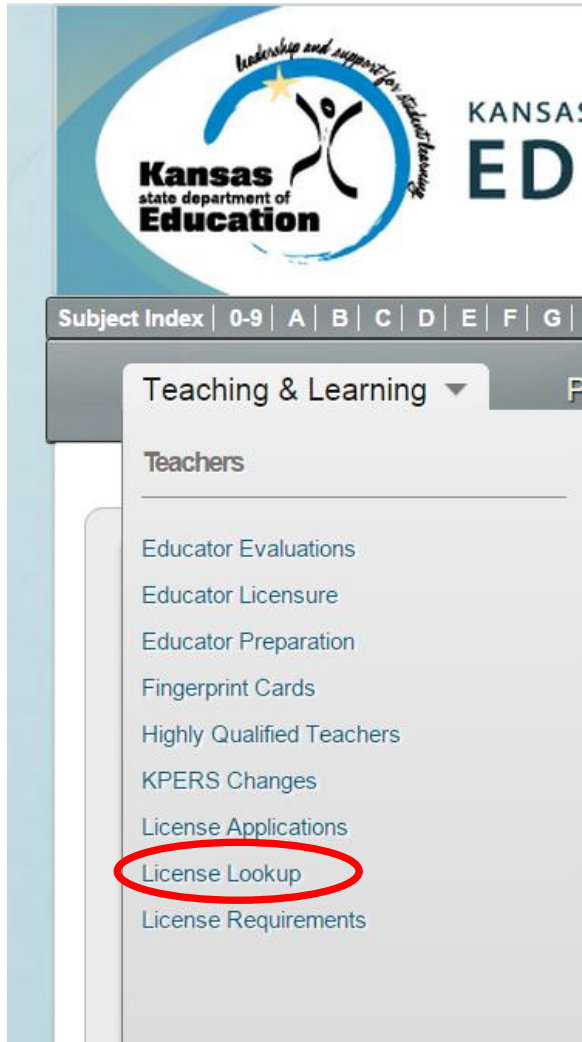 leadership and support for student learning
Kansas
state department of
Education
KANSAS
ED
Subject Index | 0-9 | A | B | C | D | E | F | G |
Teaching & Learning
P
Teachers
Educator Evaluations
Educator Licensure
Educator Preparation
Fingerprint Cards
Highly Qualified Teachers
KPERS Changes
License Applications
License Lookup
License Requirements